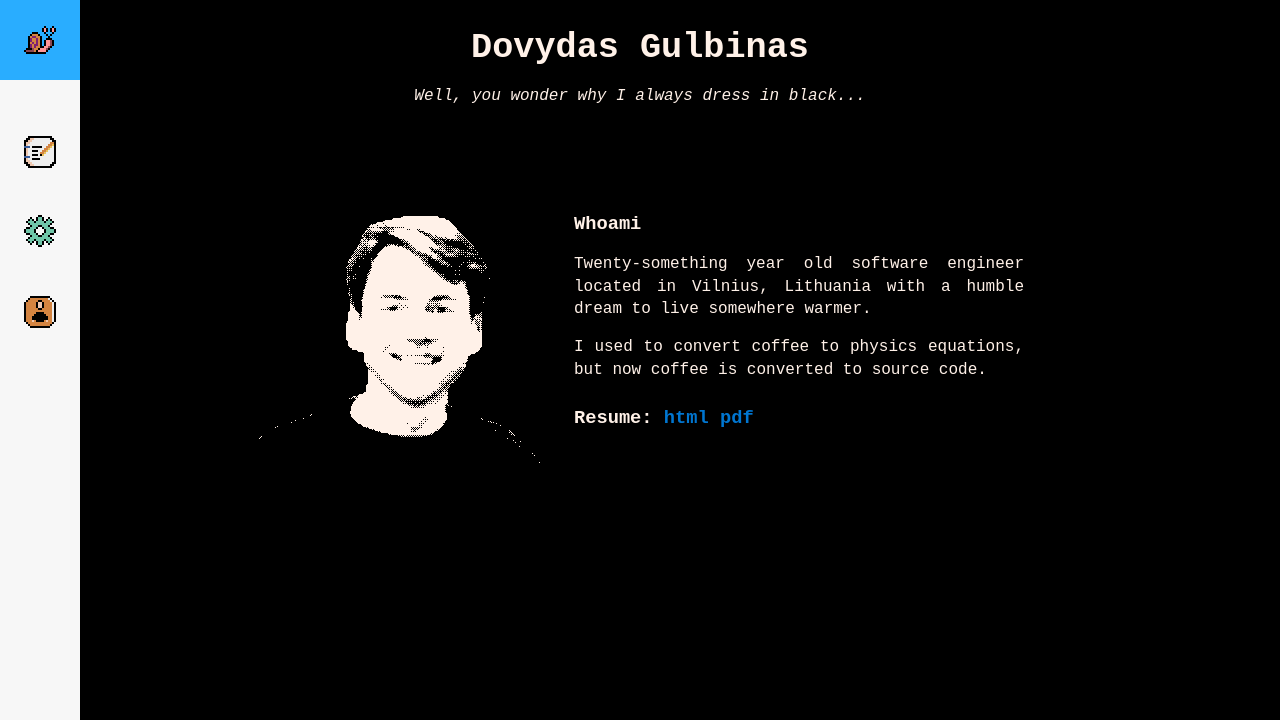 Dovydas Gulbinas
Well, you wonder why I always dress in black...
Whoami
Twenty-something year old software engineer
located in Vilnius, Lithuania with a humble
dream to live somewhere warmer.
I used to convert coffee to physics equations,
but now coffee is converted to source code.
Resume: html pdf